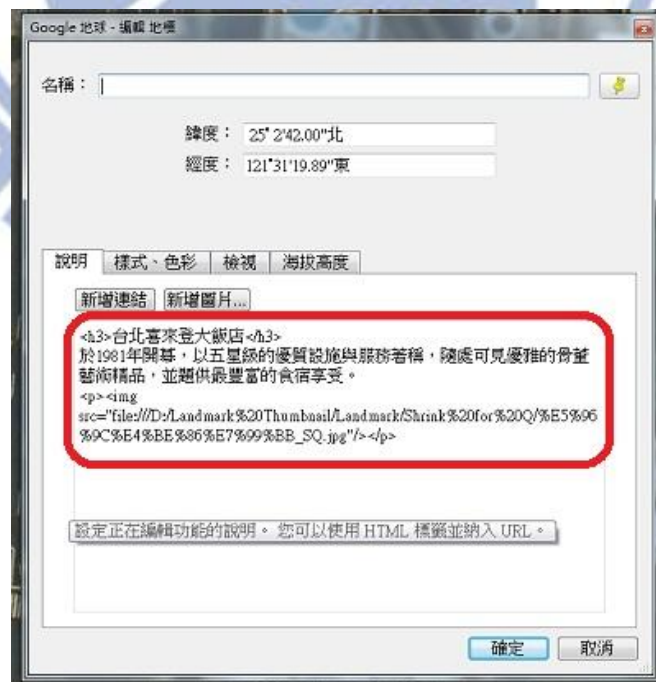 Google 地球 - 編輯 地標
名稱：
緯度： 25° 2'42.00"北
經度： 121°31'19.89"東
說明 樣式、色彩 檢視 海拔高度
新增連結 新增圖片...
<h3>台北喜來登大飯店</h3>
於1981年開幕，以五星級的優質設施與服務著稱，隨處可見優雅的骨董
藝術精品，並題供最豐富的食宿享受。
<p><img
src="file:///D:/Landmark%20Thumbnail/Landmark/Shrink%20for%20Q/%E5%96
%9C%E4%BE%86%E7%99%BB_SQ.jpg"/></p>
設定正在編輯功能的說明。 您可以使用 HTML 標籤並納入 URL。
確定 取消